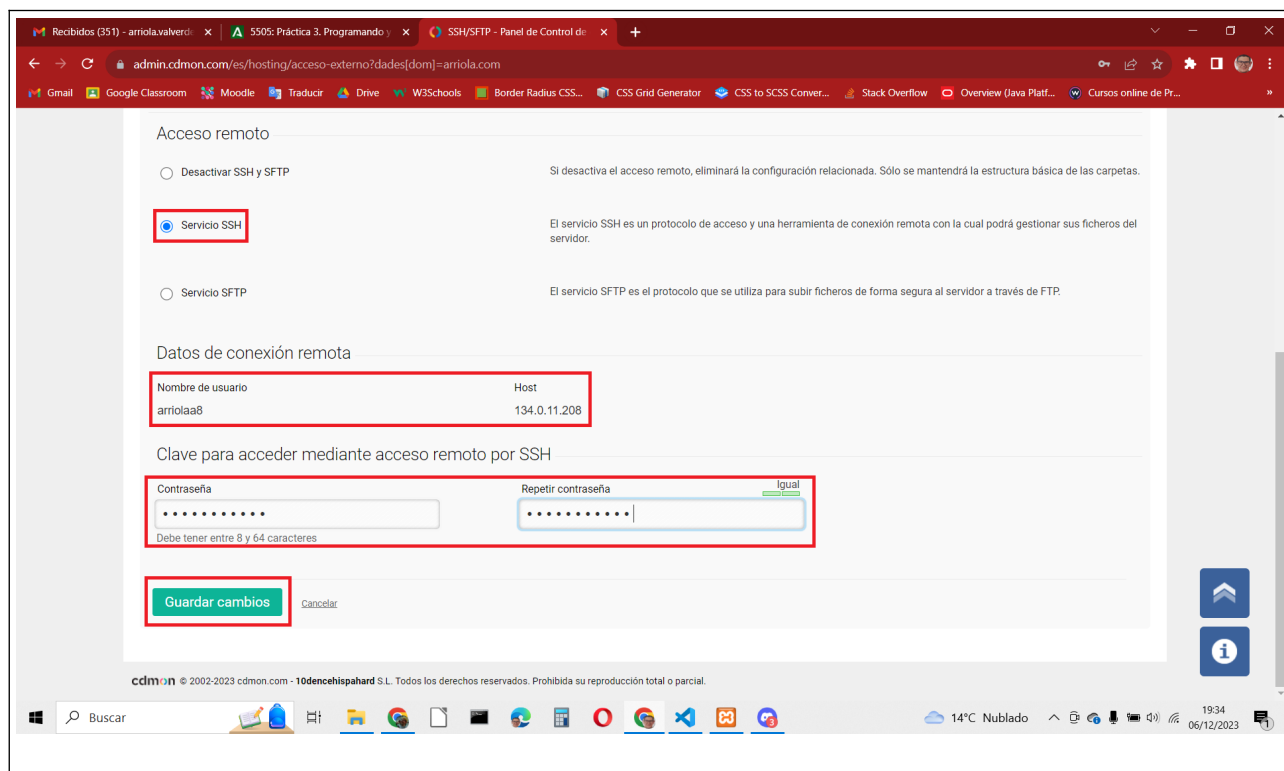 Recibidos (351) - arriola.valverd
5505: Práctica 3. Programando y
SSH/SFTP - Panel de Control de
admin.cdmon.com/es/hosting/acceso-externo?dades[dom]=arriola.com
Gmail Google Classroom Moodle Traducir Drive W3Schools Border Radius CSS... CSS Grid Generator CSS to SCSS Conver... Stack Overflow Overview (Java Platf... Cursos online de Pr... »
Acceso remoto
Desactivar SSH y SFTP
Si desactiva el acceso remoto, eliminará la configuración relacionada. Sólo se mantendrá la estructura básica de las carpetas.
Servicio SSH
El servicio SSH es un protocolo de acceso y una herramienta de conexión remota con la cual podrá gestionar sus ficheros del
servidor.
Servicio SFTP
El servicio SFTP es el protocolo que se utiliza para subir ficheros de forma segura al servidor a través de FTP.
Datos de conexión remota
Nombre de usuario Host
arriolaa8 134.0.11.208
Clave para acceder mediante acceso remoto por SSH
Contraseña Repetir contraseña Igual
••••••••••• •••••••••••
Debe tener entre 8 y 64 caracteres
Guardar cambios Cancelar
cdmon © 2002-2023 cdmon.com - 10dencehispahard S.L. Todos los derechos reservados. Prohibida su reproducción total o parcial.
Buscar
14°C Nublado
19:34
06/12/2023